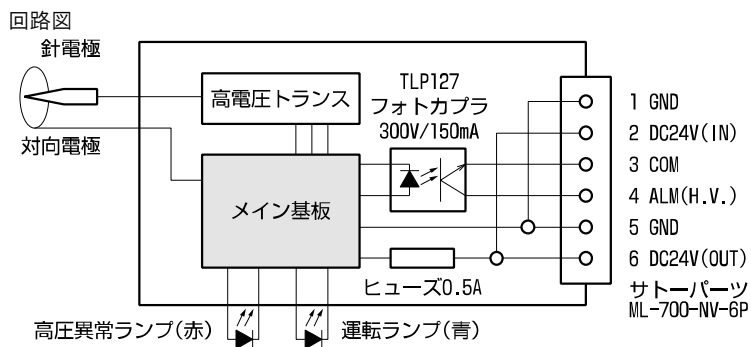 回路図
針電極
対向電極
高電圧トランス
メイン基板
TLP127
フォトカプラ
300V/150mA
ヒューズ0.5A
高圧異常ランプ(赤)
運転ランプ(青)
1 GND
2 DC24V(IN)
3 COM
4 ALM(H.V.)
5 GND
6 DC24V(OUT)
サトーパーツ
ML-700-NV-6P